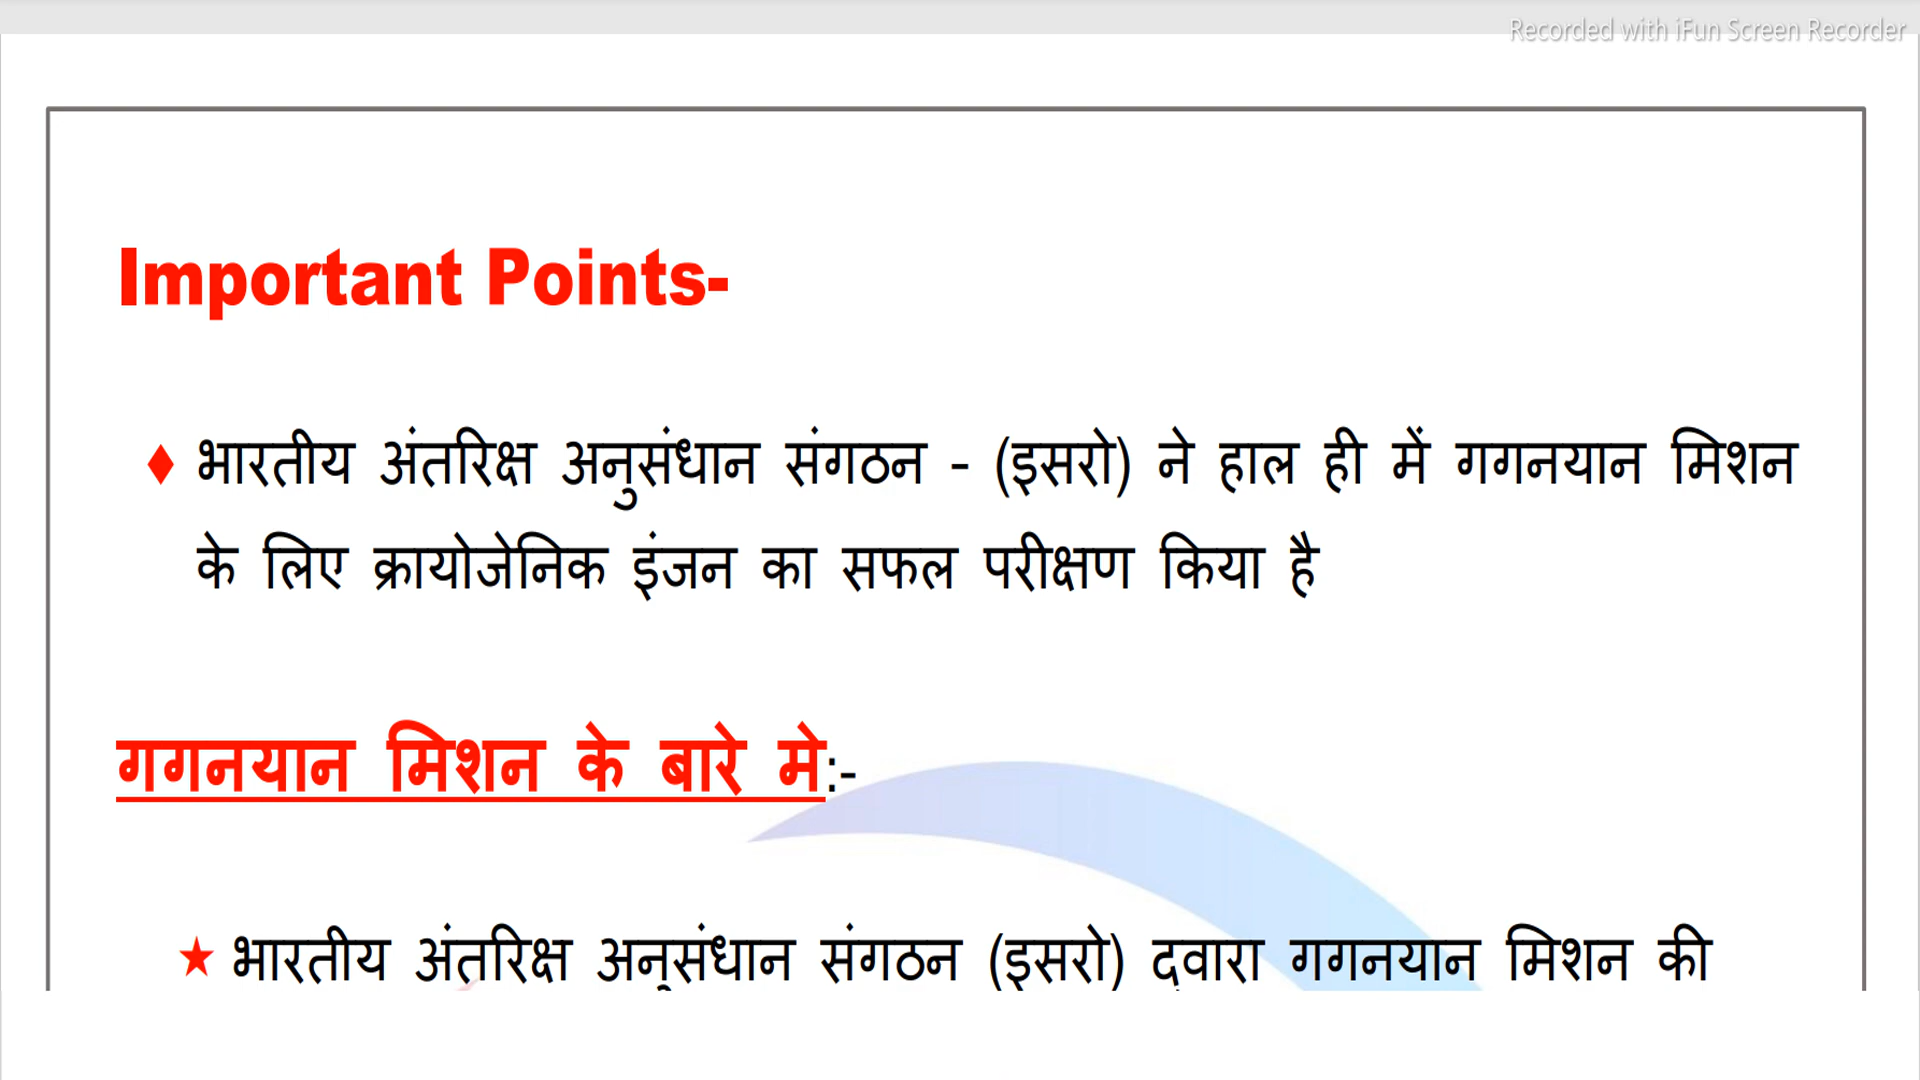 Recorded with iFun Screen Recorder
Important Points-
♦ भारतीय अंतरिक्ष अनुसंधान संगठन - (इसरो) ने हाल ही में गगनयान मिशन
के लिए क्रायोजेनिक इंजन का सफल परीक्षण किया है
गगनयान मिशन के बारे मे:-
★ भारतीय अंतरिक्ष अनुसंधान संगठन (इसरो) द्वारा गगनयान मिशन की